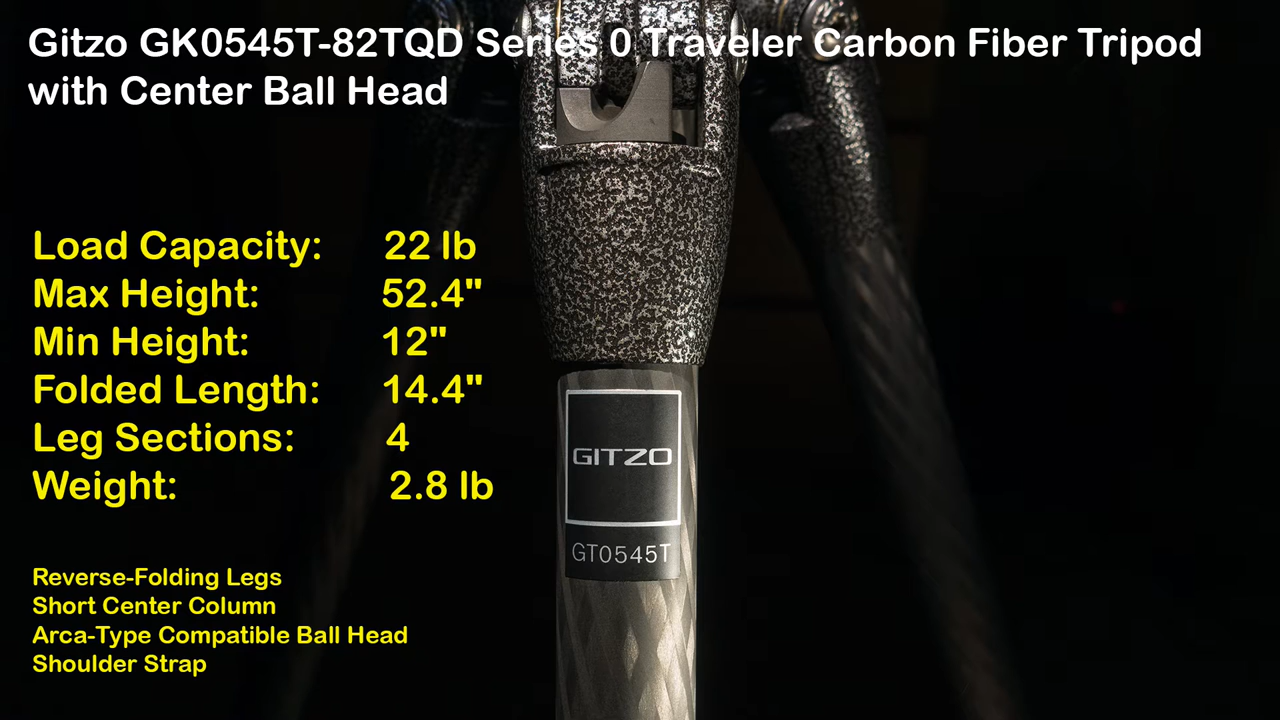 Gitzo GK0545T-82TQD Series 0 Traveler Carbon Fiber Tripod
with Center Ball Head
Load Capacity: 22 lb
Max Height: 52.4"
Min Height: 12"
Folded Length: 14.4"
Leg Sections: 4
Weight: 2.8 lb
Reverse-Folding Legs
Short Center Column
Arca-Type Compatible Ball Head
Shoulder Strap
GITZO
GT0545T